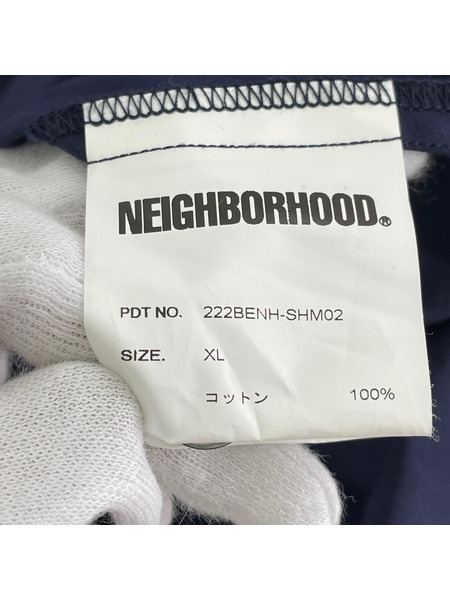 NEIGHBORHOOD®
PDT NO. 222BENH-SHM02
SIZE. XL
コットン 100%